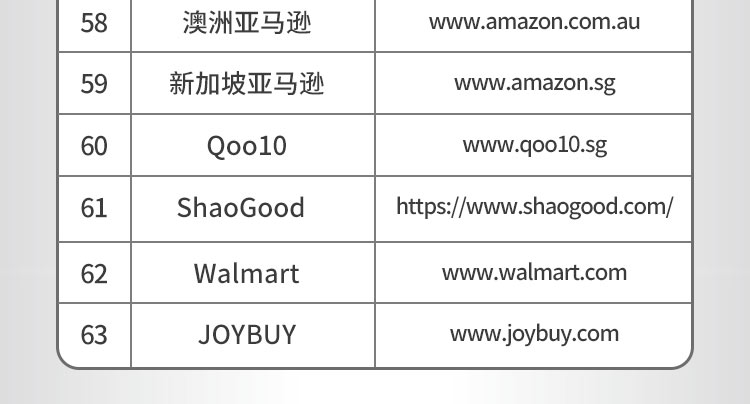 58 澳洲亚马逊 www.amazon.com.au
59 新加坡亚马逊 www.amazon.sg
60 Qoo10 www.qoo10.sg
61 ShaoGood https://www.shaogood.com/
62 Walmart www.walmart.com
63 JOYBUY www.joybuy.com